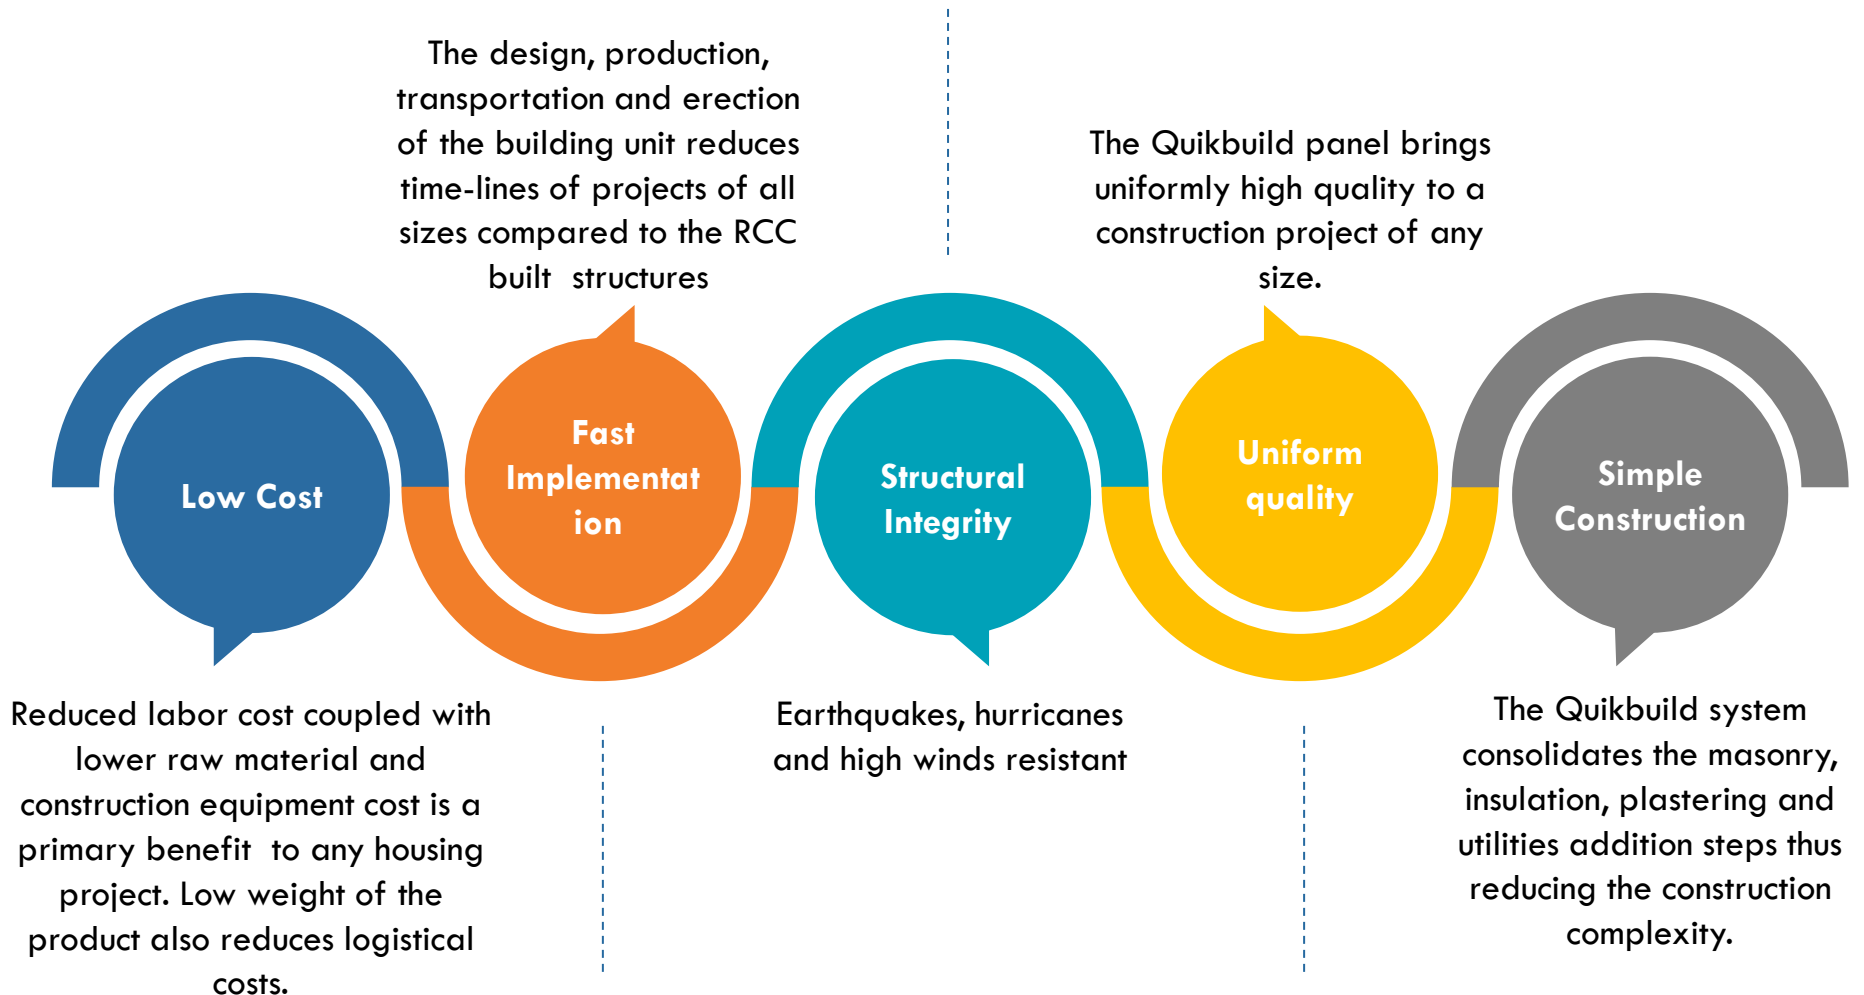 The design, production,
transportation and erection
of the building unit reduces
time-lines of projects of all
sizes compared to the RCC
built  structures
The Quikbuild panel brings
uniformly high quality to a
construction project of any
size.
Low Cost
Fast
Implementat
ion
Structural
Integrity
Uniform
quality
Simple
Construction
Reduced labor cost coupled with
lower raw material and
construction equipment cost is a
primary benefit  to any housing
project. Low weight of the
product also reduces logistical
costs.
Earthquakes, hurricanes
and high winds resistant
The Quikbuild system
consolidates the masonry,
insulation, plastering and
utilities addition steps thus
reducing the construction
complexity.